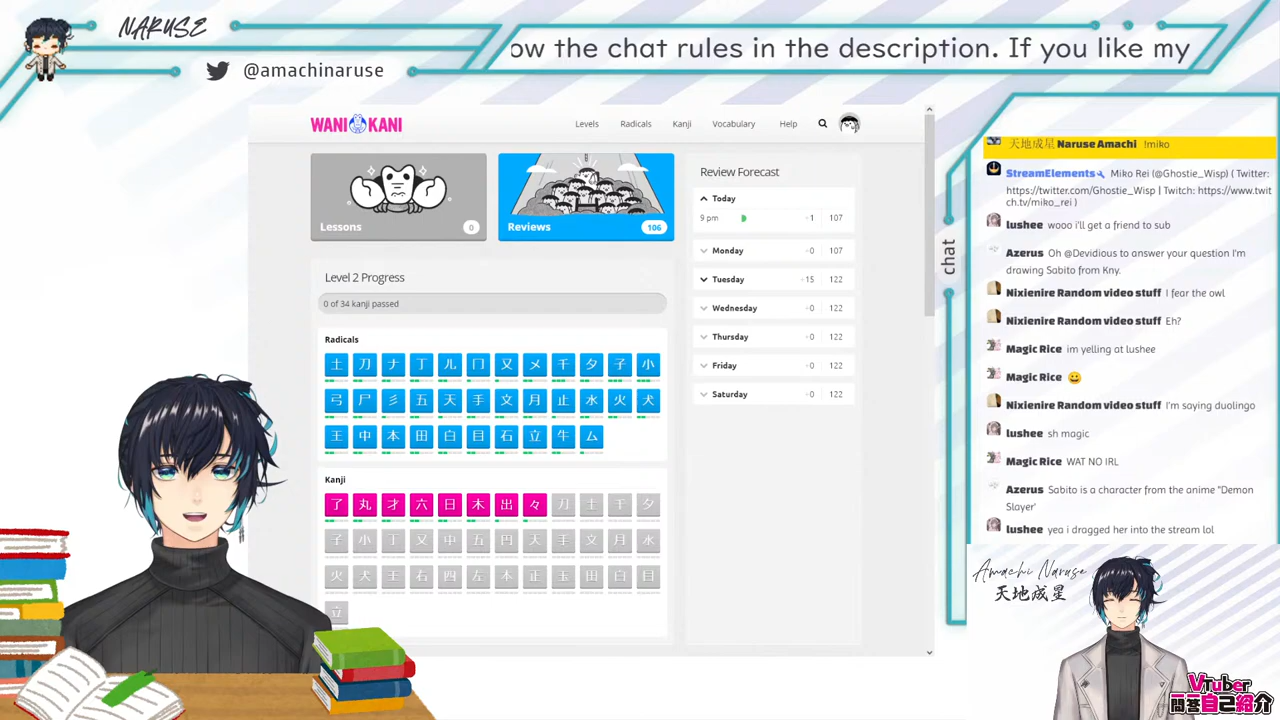 NARUSE
@amachinaruse
ow the chat rules in the description. If you like my
WANI KANI
Levels Radicals Kanji Vocabulary Help
Lessons 0
Reviews 106
Review Forecast
Today
9 pm +1 107
Monday +0 107
Tuesday +15 122
Wednesday +0 122
Thursday +0 122
Friday +0 122
Saturday +0 122
Level 2 Progress
0 of 34 kanji passed
Radicals
土 刀 ナ 丁 ル 冂 又 メ 千 夕 子 小
弓 尸 彡 五 天 手 文 月 止 水 火 犬
王 中 本 田 白 目 石 立 牛 ム
Kanji
了 丸 才 六 日 木 出 々 刀 土 千 夕
子 小 丁 又 中 五 円 天 手 文 月 水
火 犬 王 右 四 左 本 正 玉 田 白 目
立
chat
天地成星 Naruse Amachi !miko
StreamElements Miko Rei (@Ghostie_Wisp) ( Twitter:
https://twitter.com/Ghostie_Wisp | Twitch: https://www.twit
ch.tv/miko_rei )
lushee wooo i'll get a friend to sub
Azerus Oh @Devidious to answer your question I'm
drawing Sabito from Kny.
Nixienire Random video stuff I fear the owl
Nixienire Random video stuff Eh?
Magic Rice im yelling at lushee
Magic Rice 😀
Nixienire Random video stuff I'm saying duolingo
lushee sh magic
Magic Rice WAT NO IRL
Azerus Sabito is a character from the anime "Demon
Slayer'
lushee yea i dragged her into the stream lol
Amachi Naruse
天地成星
VTuber
問答自己紹介